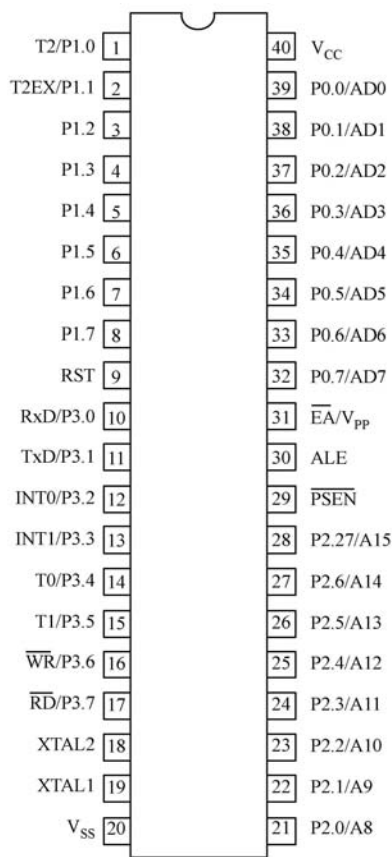 T2/P1.0 1 40 VCC
T2EX/P1.1 2 39 P0.0/AD0
P1.2 3 38 P0.1/AD1
P1.3 4 37 P0.2/AD2
P1.4 5 36 P0.3/AD3
P1.5 6 35 P0.4/AD4
P1.6 7 34 P0.5/AD5
P1.7 8 33 P0.6/AD6
RST 9 32 P0.7/AD7
RxD/P3.0 10 31 E̅A̅/VPP
TxD/P3.1 11 30 ALE
INT0/P3.2 12 29 P̅S̅E̅N̅
INT1/P3.3 13 28 P2.27/A15
T0/P3.4 14 27 P2.6/A14
T1/P3.5 15 26 P2.5/A13
W̅R̅/P3.6 16 25 P2.4/A12
R̅D̅/P3.7 17 24 P2.3/A11
XTAL2 18 23 P2.2/A10
XTAL1 19 22 P2.1/A9
VSS 20 21 P2.0/A8